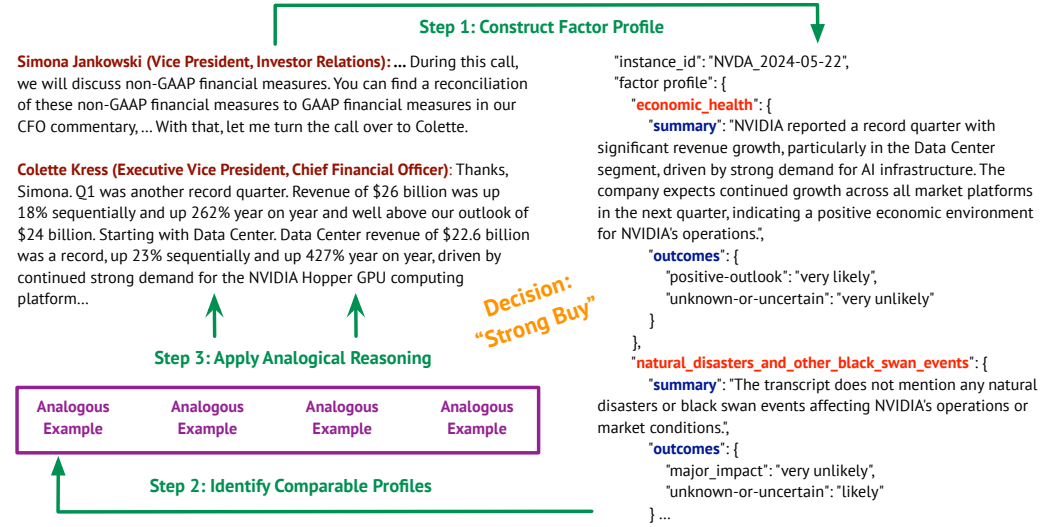 Step 1: Construct Factor Profile
Simona Jankowski (Vice President, Investor Relations): ... During this call,
we will discuss non-GAAP financial measures. You can find a reconciliation
of these non-GAAP financial measures to GAAP financial measures in our
CFO commentary, ... With that, let me turn the call over to Colette.
Colette Kress (Executive Vice President, Chief Financial Officer): Thanks,
Simona. Q1 was another record quarter. Revenue of $26 billion was up
18% sequentially and up 262% year on year and well above our outlook of
$24 billion. Starting with Data Center. Data Center revenue of $22.6 billion
was a record, up 23% sequentially and up 427% year on year, driven by
continued strong demand for the NVIDIA Hopper GPU computing
platform...
Decision:
“Strong Buy”
Step 3: Apply Analogical Reasoning
Analogous Analogous Analogous Analogous
Example Example Example Example
Step 2: Identify Comparable Profiles
"instance_id": "NVDA_2024-05-22",
"factor profile": {
"economic_health": {
"summary": "NVIDIA reported a record quarter with
significant revenue growth, particularly in the Data Center
segment, driven by strong demand for AI infrastructure. The
company expects continued growth across all market platforms
in the next quarter, indicating a positive economic environment
for NVIDIA's operations.",
"outcomes": {
"positive-outlook": "very likely",
"unknown-or-uncertain": "very unlikely"
}
},
"natural_disasters_and_other_black_swan_events": {
"summary": "The transcript does not mention any natural
disasters or black swan events affecting NVIDIA's operations or
market conditions.",
"outcomes": {
"major_impact": "very unlikely",
"unknown-or-uncertain": "likely"
} ...